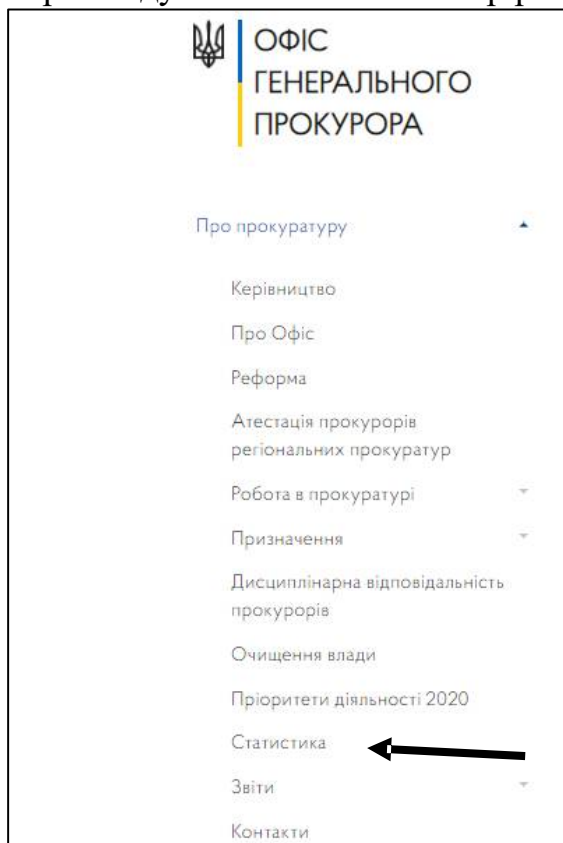 ОФІС
ГЕНЕРАЛЬНОГО
ПРОКУРОРА
Про прокуратуру
Керівництво
Про Офіс
Реформа
Атестація прокурорів
регіональних прокуратур
Робота в прокуратурі
Призначення
Дисциплінарна відповідальність
прокурорів
Очищення влади
Пріоритети діяльності 2020
Статистика
Звіти
Контакти